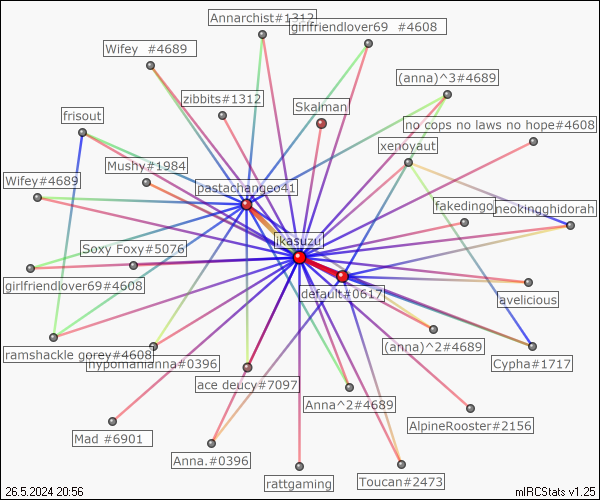 Annarchist#1312
girlfriendlover69 #4608
Wifey #4689
(anna)^3#4689
zibbits#1312
Skalman
frisout
no cops no laws no hope#4608
xenoyaut
Mushy#1984
Wifey#4689
pastachangeo41
fakedingo
neokingghidorah
ikasuzu
Soxy Foxy#5076
girlfriendlover69#4608
default#0617
avelicious
ramshackle gorey#4608
hypomanianna#0396
(anna)^2#4689
Cypha#1717
ace deucy#7097
Anna^2#4689
Mad #6901
AlpineRooster#2156
Anna.#0396
rattgaming
Toucan#2473
26.5.2024 20:56
mIRCStats v1.25